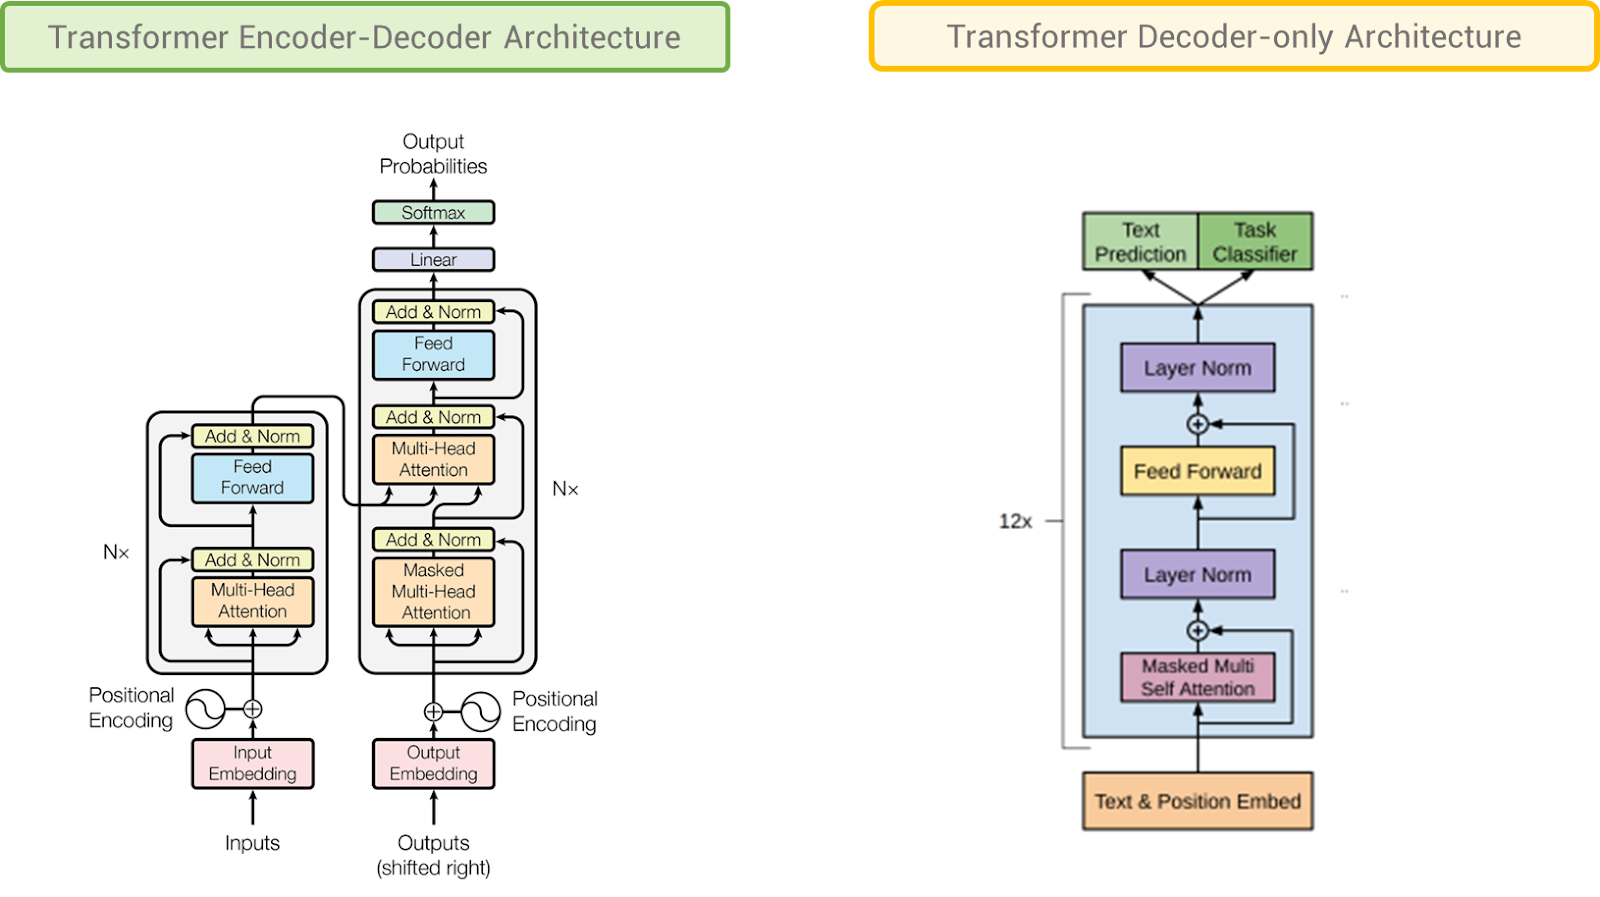 Transformer Encoder-Decoder Architecture
Transformer Decoder-only Architecture
Output
Probabilities
Softmax
Linear
Add & Norm
Feed
Forward
Add & Norm
Multi-Head
Attention
Add & Norm
Masked
Multi-Head
Attention
N×
Add & Norm
Feed
Forward
Add & Norm
Multi-Head
Attention
N×
Positional
Encoding
Positional
Encoding
Input
Embedding
Output
Embedding
Inputs
Outputs
(shifted right)
Text
Prediction
Task
Classifier
Layer Norm
Feed Forward
12x
Layer Norm
Masked Multi
Self Attention
Text & Position Embed